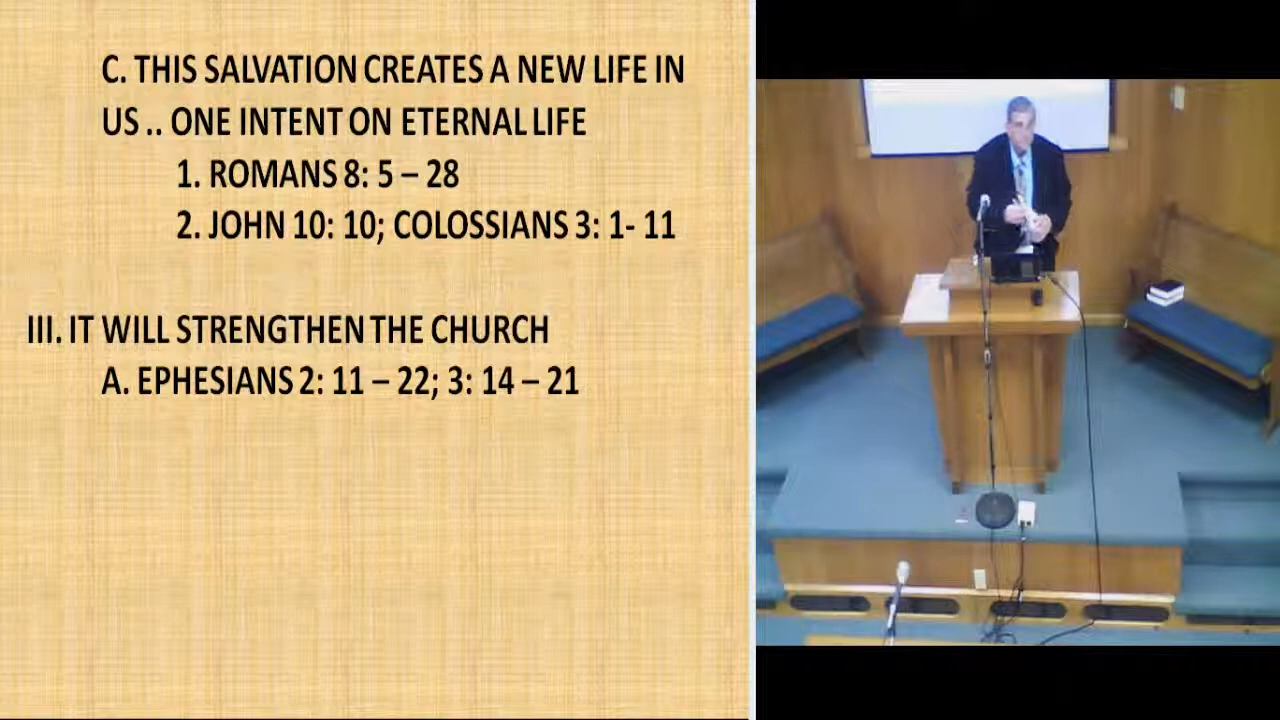 C. THIS SALVATION CREATES A NEW LIFE IN
US .. ONE INTENT ON ETERNAL LIFE
1. ROMANS 8: 5 – 28
2. JOHN 10: 10; COLOSSIANS 3: 1- 11
III. IT WILL STRENGTHEN THE CHURCH
A. EPHESIANS 2: 11 – 22; 3: 14 – 21